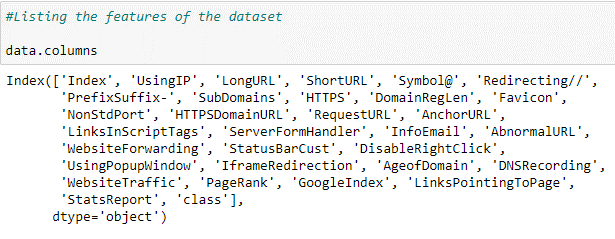 #Listing the features of the dataset
data.columns
Index(['Index', 'UsingIP', 'LongURL', 'ShortURL', 'Symbol@', 'Redirecting//',
'PrefixSuffix-', 'SubDomains', 'HTTPS', 'DomainRegLen', 'Favicon',
'NonStdPort', 'HTTPSDomainURL', 'RequestURL', 'AnchorURL',
'LinksInScriptTags', 'ServerFormHandler', 'InfoEmail', 'AbnormalURL',
'WebsiteForwarding', 'StatusBarCust', 'DisableRightClick',
'UsingPopupWindow', 'IframeRedirection', 'AgeofDomain', 'DNSRecording',
'WebsiteTraffic', 'PageRank', 'GoogleIndex', 'LinksPointingToPage',
'StatsReport', 'class'],
dtype='object')